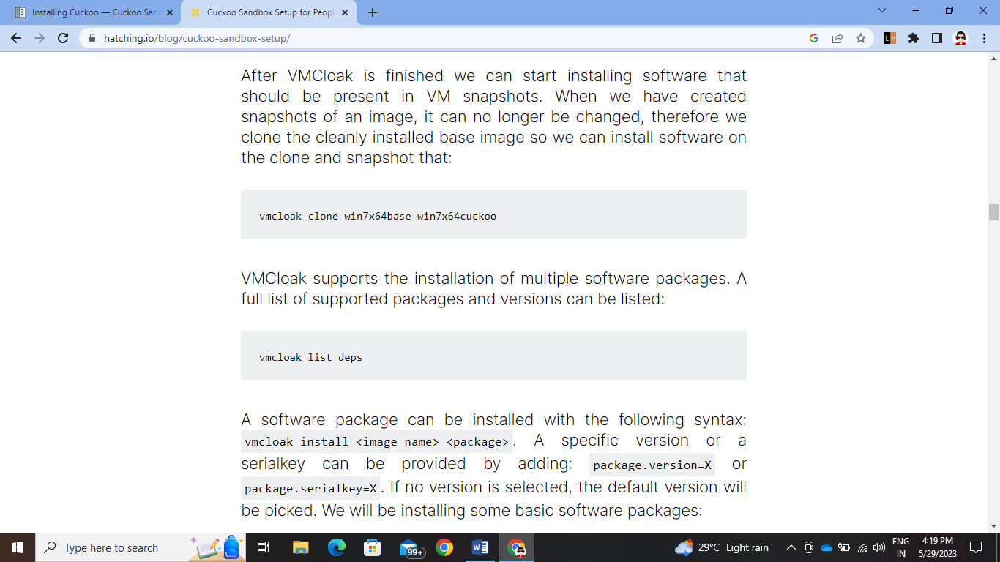 Installing Cuckoo — Cuckoo San
Cuckoo Sandbox Setup for Peopl
hatching.io/blog/cuckoo-sandbox-setup/
G
LH
After VMCloak is finished we can start installing software that
should be present in VM snapshots. When we have created
snapshots of an image, it can no longer be changed, therefore we
clone the cleanly installed base image so we can install software on
the clone and snapshot that:
vmcloak clone win7x64base win7x64cuckoo
VMCloak supports the installation of multiple software packages. A
full list of supported packages and versions can be listed:
vmcloak list deps
A software package can be installed with the following syntax:
vmcloak install <image name> <package>. A specific version or a
serialkey can be provided by adding: package.version=X or
package.serialkey=X. If no version is selected, the default version will
be picked. We will be installing some basic software packages:
Type here to search
99+
W
29°C Light rain
ENG
IN
4:19 PM
5/29/2023